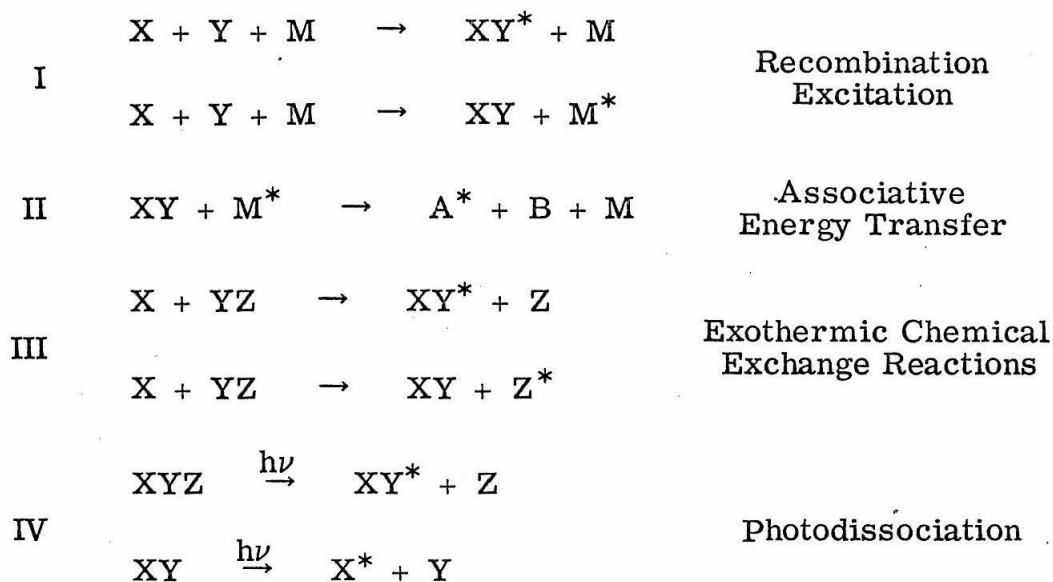 X + Y + M → XY* + M
I
Recombination
Excitation
X + Y + M → XY + M*
II XY + M* → A* + B + M
Associative
Energy Transfer
X + YZ → XY* + Z
III
Exothermic Chemical
Exchange Reactions
X + YZ → XY + Z*
XYZ hν → XY* + Z
IV
Photodissociation
XY hν → X* + Y